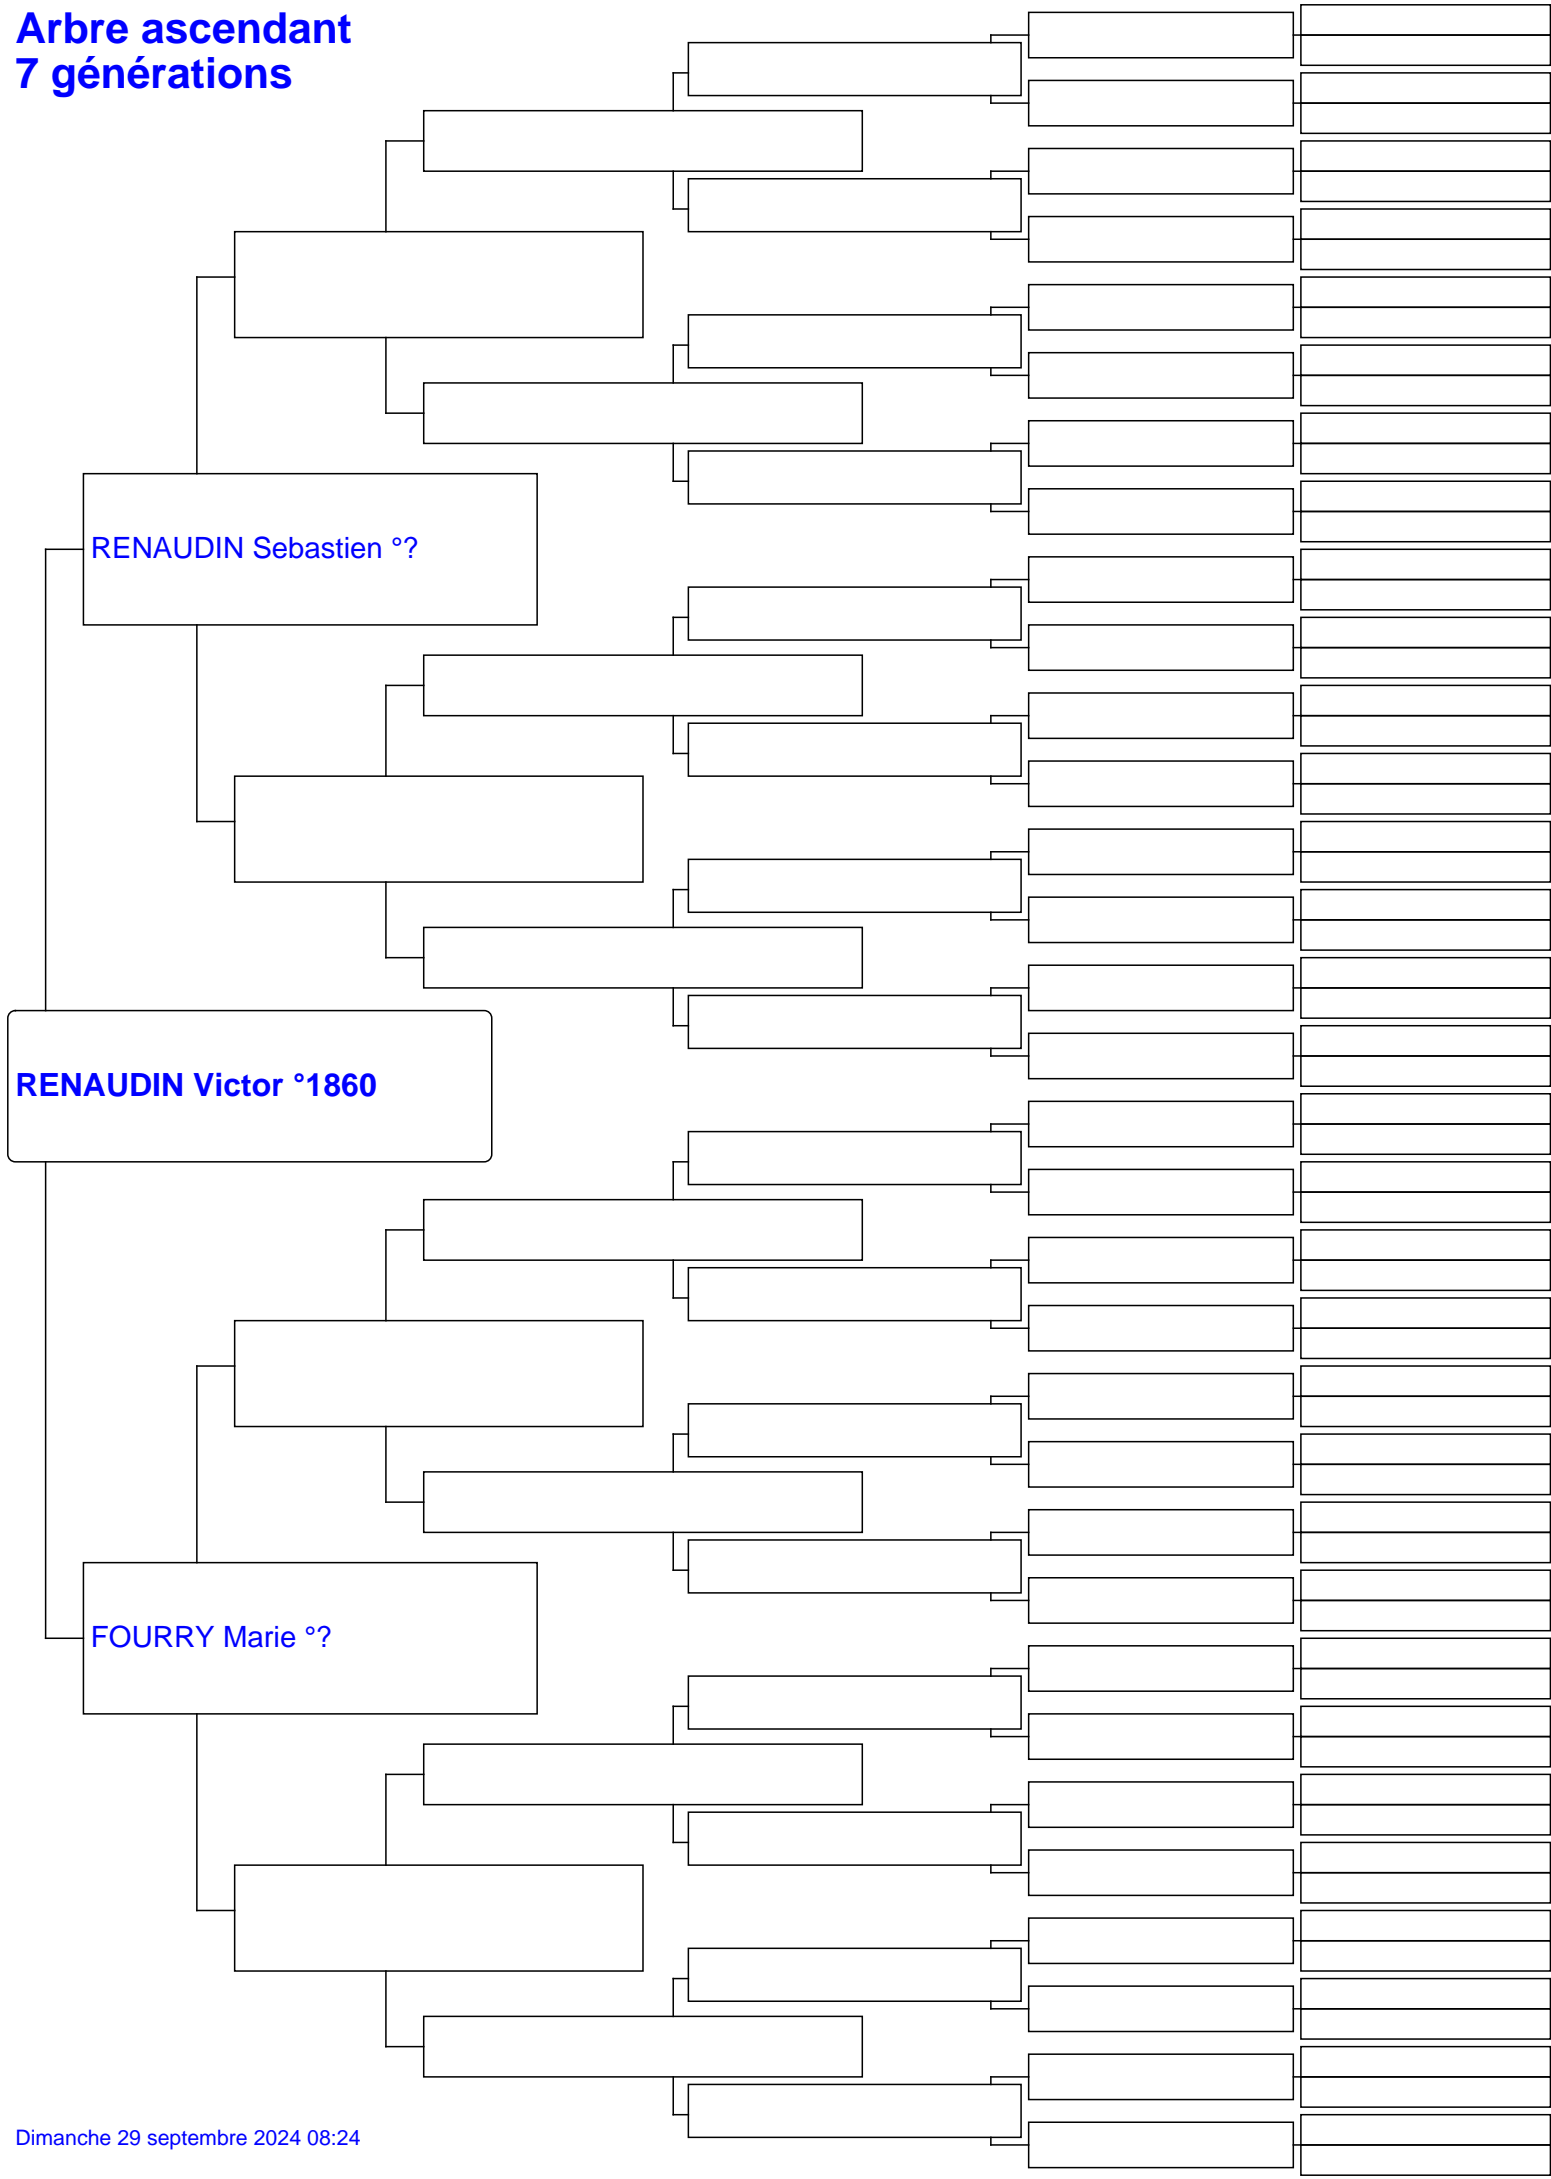 Arbre ascendant
7 générations
RENAUDIN Sebastien °?
RENAUDIN Victor °1860
FOURRY Marie °?
Dimanche 29 septembre 2024 08:24